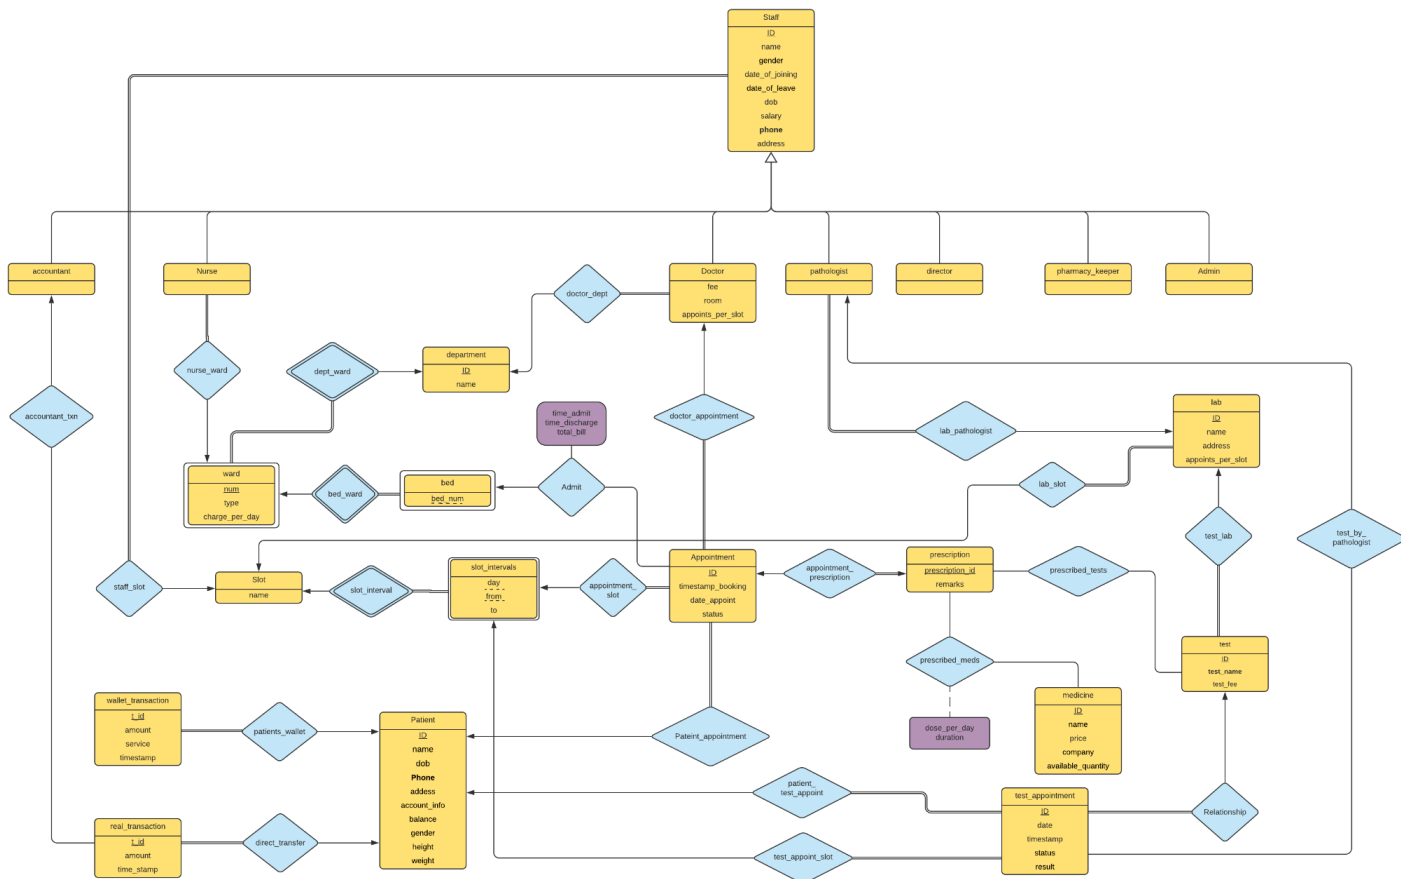 Staff
ID
name
gender
date_of_joining
date_of_leave
dob
salary
phone
address
accountant
Nurse
Doctor
fee
room
appoints_per_slot
pathologist
director
pharmacy_keeper
Admin
doctor_dept
nurse_ward
dept_ward
department
ID
name
accountant_txn
time_admit
time_discharge
total_bill
doctor_appointment
lab_pathologist
lab
ID
name
address
appoints_per_slot
ward
num
type
charge_per_day
bed_ward
bed
bed_num
Admit
lab_slot
test_lab
test_by_
pathologist
staff_slot
Slot
name
slot_interval
slot_intervals
day
from
to
appointment_
slot
Appointment
ID
timestamp_booking
date_appoint
status
appointment_
prescription
prescription
prescription_id
remarks
prescribed_tests
test
ID
test_name
test_fee
prescribed_meds
medicine
ID
name
price
company
available_quantity
dose_per_day
duration
wallet_transaction
t_id
amount
service
timestamp
patients_wallet
Patient
ID
name
dob
Phone
addess
account_info
balance
gender
height
weight
Pateint_appointment
patient_
test_appoint
test_appointment
ID
date
timestamp
status
result
Relationship
real_transaction
t_id
amount
time_stamp
direct_transfer
test_appoint_slot